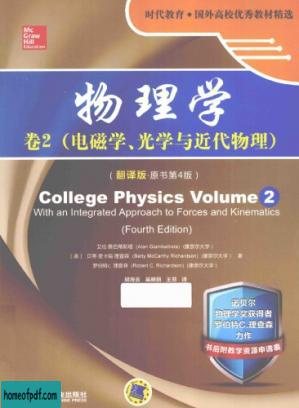 Mc
Graw
Hill
Education
时代教育·国外高校优秀教材精选
物理学
卷2（电磁学、光学与近代物理）
（翻译版·原书第4版）
College Physics Volume 2
With an Integrated Approach to Forces and Kinematics
(Fourth Edition)
艾伦·詹巴蒂斯塔 (Alan Giambattista) （康奈尔大学）
[美] 贝蒂·麦卡锡·理查森 (Betty McCarthy Richardson) （康奈尔大学） 著
罗伯特C.理查森 (Robert C. Richardson) （康奈尔大学）
诺贝尔
物理学奖获得者
罗伯特C.理查森
力作
书后附教学资源申请表
homeofpdf.com
homeofpdf.com